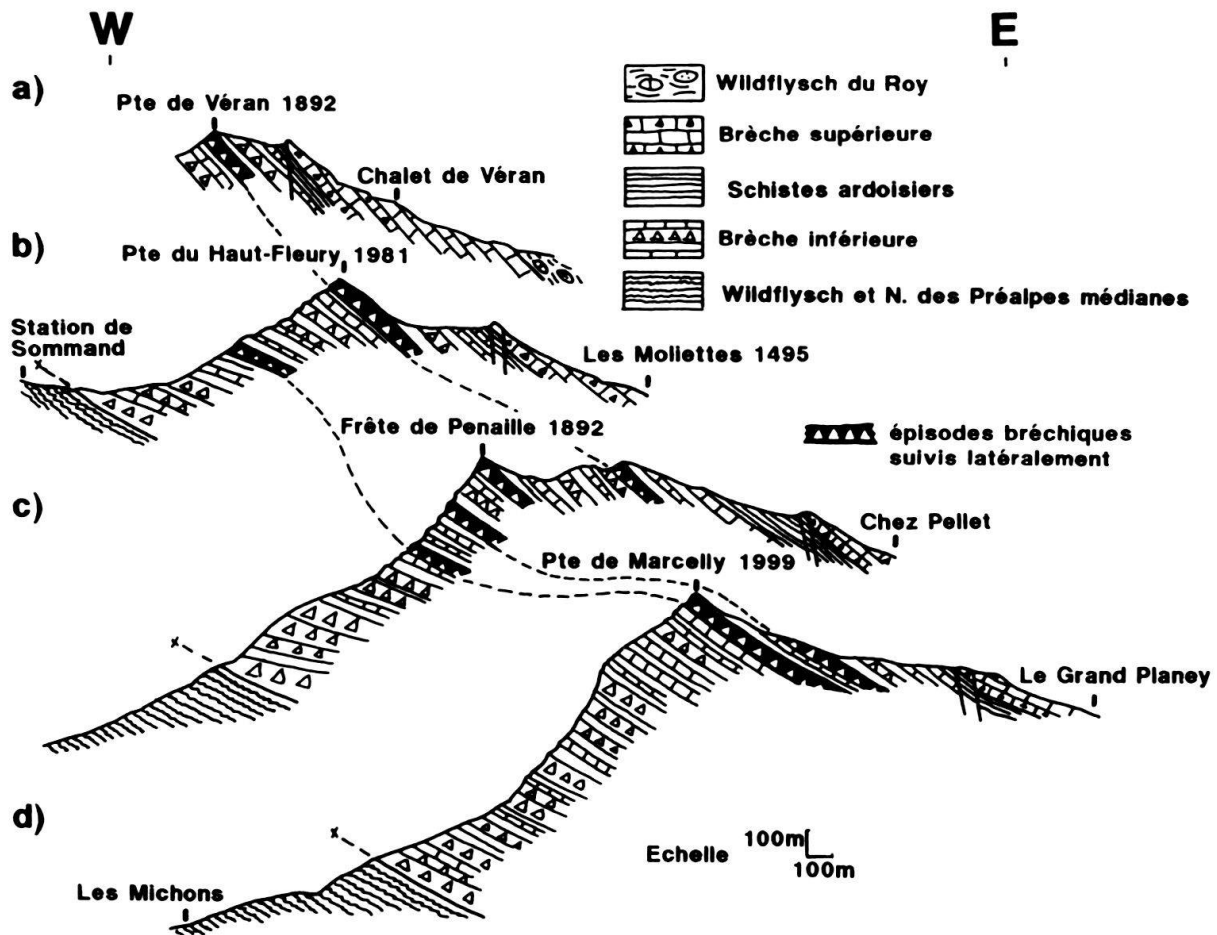 W
E
a)
Pte de Véran 1892
Chalet de Véran
Wildflysch du Roy
Brèche supérieure
Schistes ardoisiers
Brèche inférieure
Wildflysch et N. des Préalpes médianes
b)
Pte du Haut-Fleury 1981
Station de
Sommand
Les Moliettes 1495
épisodes bréchiques
suivis latéralement
c)
Frête de Penaille 1892
Chez Pellet
Pte de Marcelly 1999
Le Grand Planey
d)
Les Michons
Echelle
100m
100m